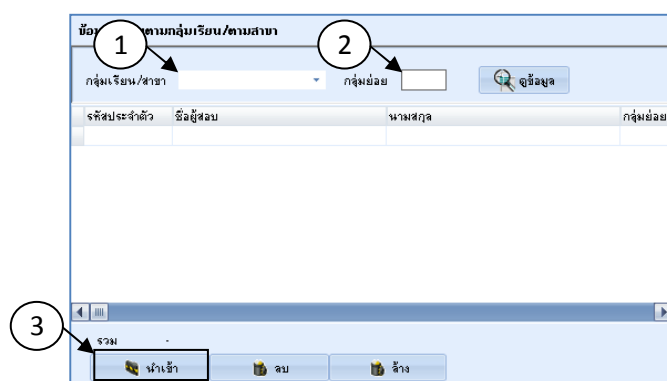 ตามกลุ่มเรียน/ตามสาขา
1
2
กลุ่มเรียน/สาขา
กลุ่มย่อย
ดูข้อมูล
รหัสประจำตัว ชื่อผู้สอบ นามสกุล กลุ่มย่อย
3
รวม -
นำเข้า ลบ ล้าง